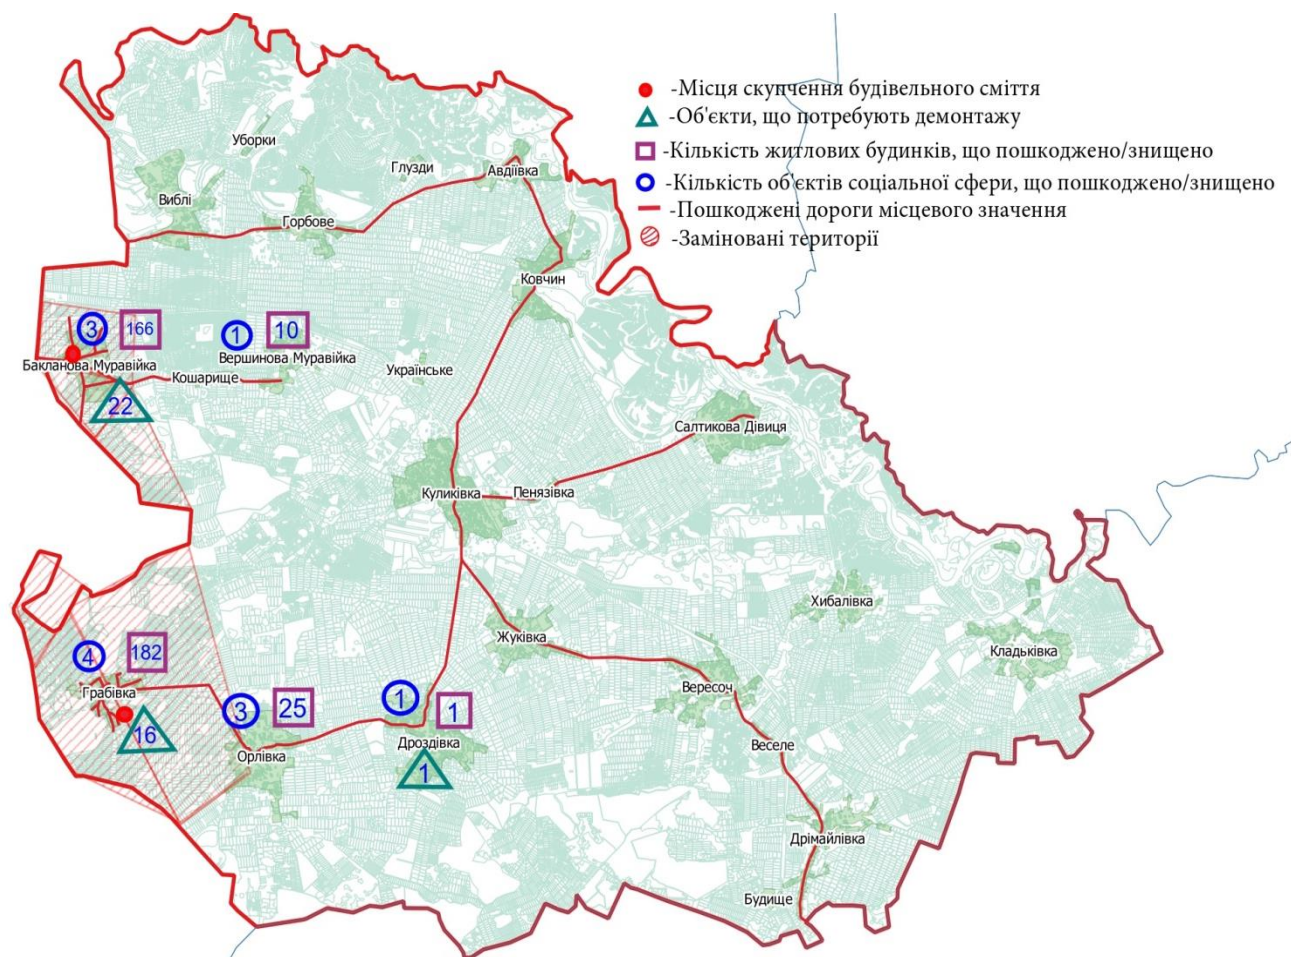 -Місця скупчення будівельного сміття
-Об'єкти, що потребують демонтажу
-Кількість житлових будинків, що пошкоджено/знищено
-Кількість об'єктів соціальної сфери, що пошкоджено/знищено
-Пошкоджені дороги місцевого значення
-Заміновані території
Уборки
Глузди
Авдіївка
Виблі
Горбове
Ковчин
3
166
1
10
Бакланова Муравійка
Вершинова Муравійка
Кошарище
Українське
22
Салтикова Дівиця
Куликівка
Пенязівка
Хибалівка
Жуківка
Кладьківка
4
182
Грабівка
Вересоч
3
25
1
1
16
Орлівка
Дроздівка
Веселе
1
Дрімайлівка
Будище